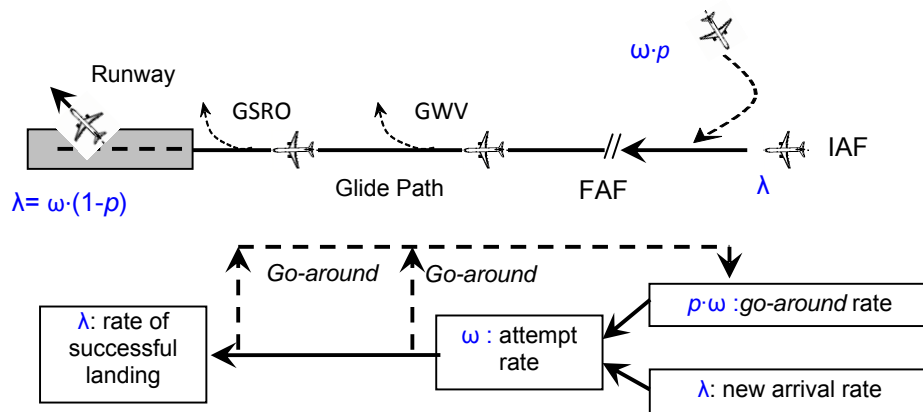 ω·p
Runway
GSRO
GWV
IAF
Glide Path
FAF
λ
λ= ω·(1-p)
Go-around
Go-around
λ: rate of
successful
landing
ω : attempt
rate
p·ω :go-around rate
λ: new arrival rate